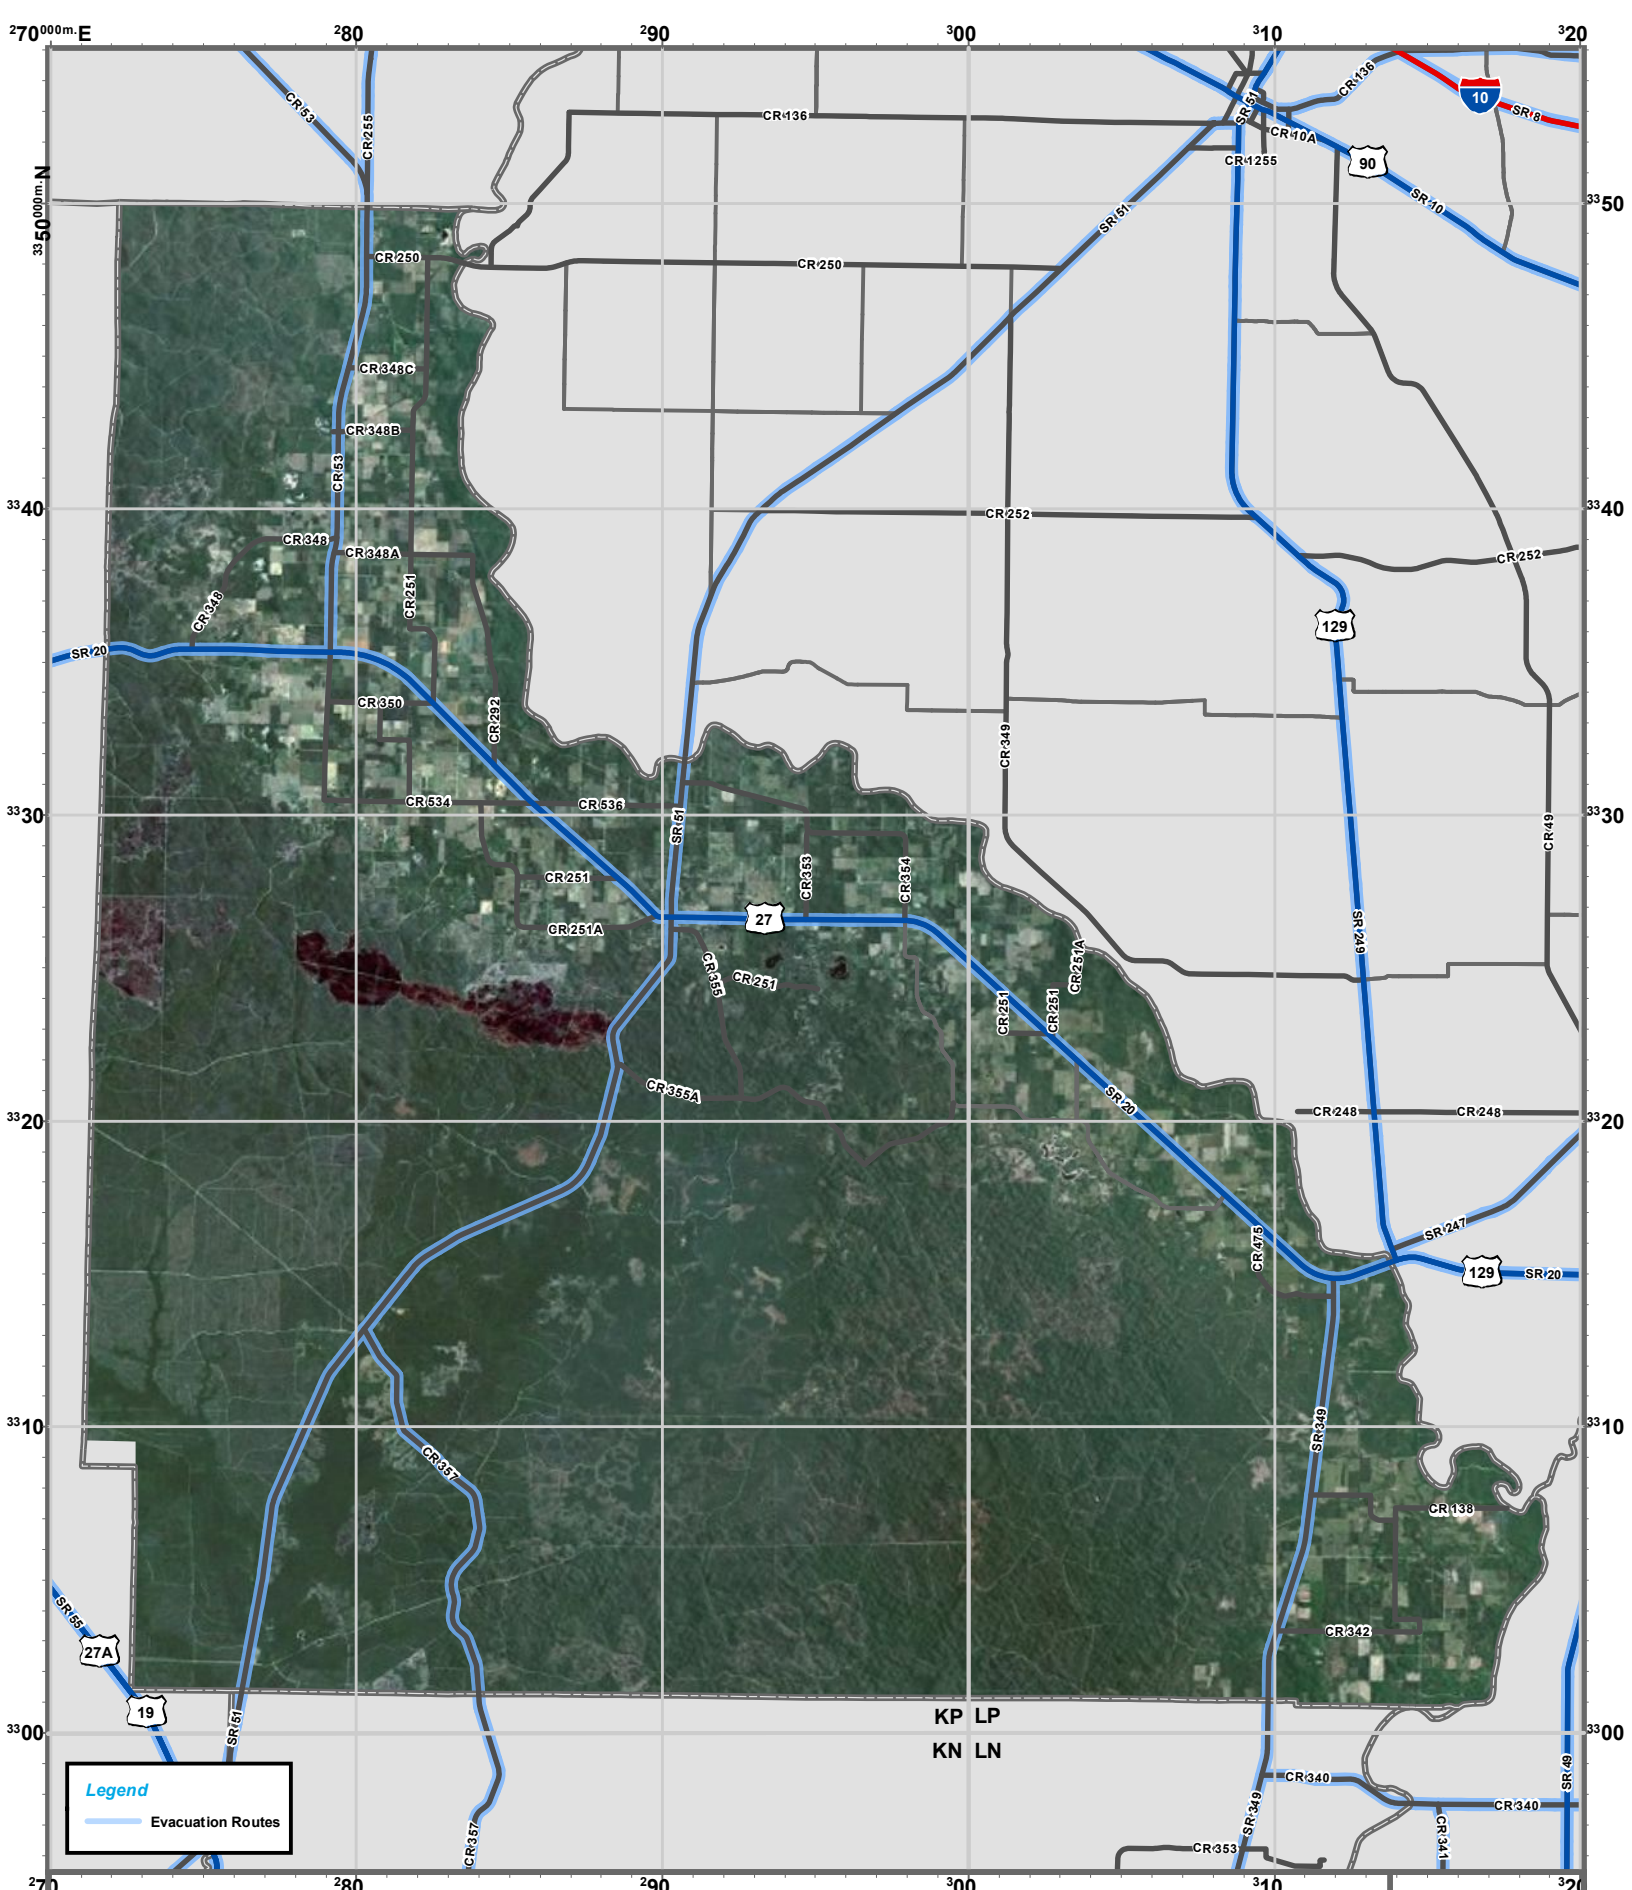 270000m.E 280 290 300 310 320
CR 53
CR 255
CR 136
SR 51
CR 136
10
SR 8
CR 10A
CR 1255
90
SR 10
3350000m.N
3350
SR 51
CR 250
CR 250
CR 348C
CR 348B
CR 53
3340
3340
CR 252
CR 348
CR 348A
CR 252
CR 251
CR 348
129
SR 20
CR 350
CR 292
CR 349
3330
3330
CR 534
CR 536
SR 51
CR 49
CR 353
CR 354
CR 251
27
CR 251A
SR 249
CR 355
CR 251
CR 251A
CR 251
CR 251
CR 355A
SR 20
3320
3320
CR 248
CR 248
SR 247
CR 475
129
SR 20
3310
3310
SR 349
CR 357
CR 138
SR 55
CR 342
27A
19
SR 51
KP LP
KN LN
3300
3300
Legend
Evacuation Routes
CR 340
SR 49
CR 340
SR 349
CR 341
CR 357
CR 353
270 280 290 300 310 320